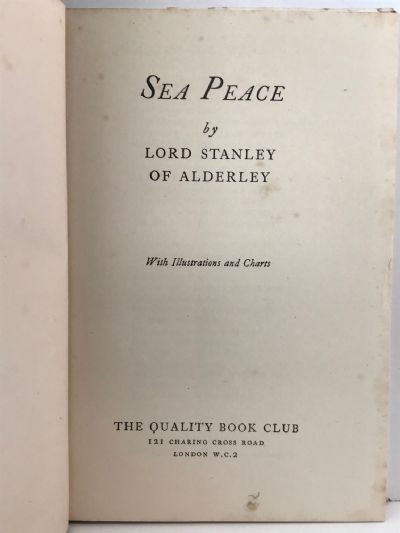 SEA PEACE
by
LORD STANLEY
OF ALDERLEY
With Illustrations and Charts
THE QUALITY BOOK CLUB
121 CHARING CROSS ROAD
LONDON W.C.2